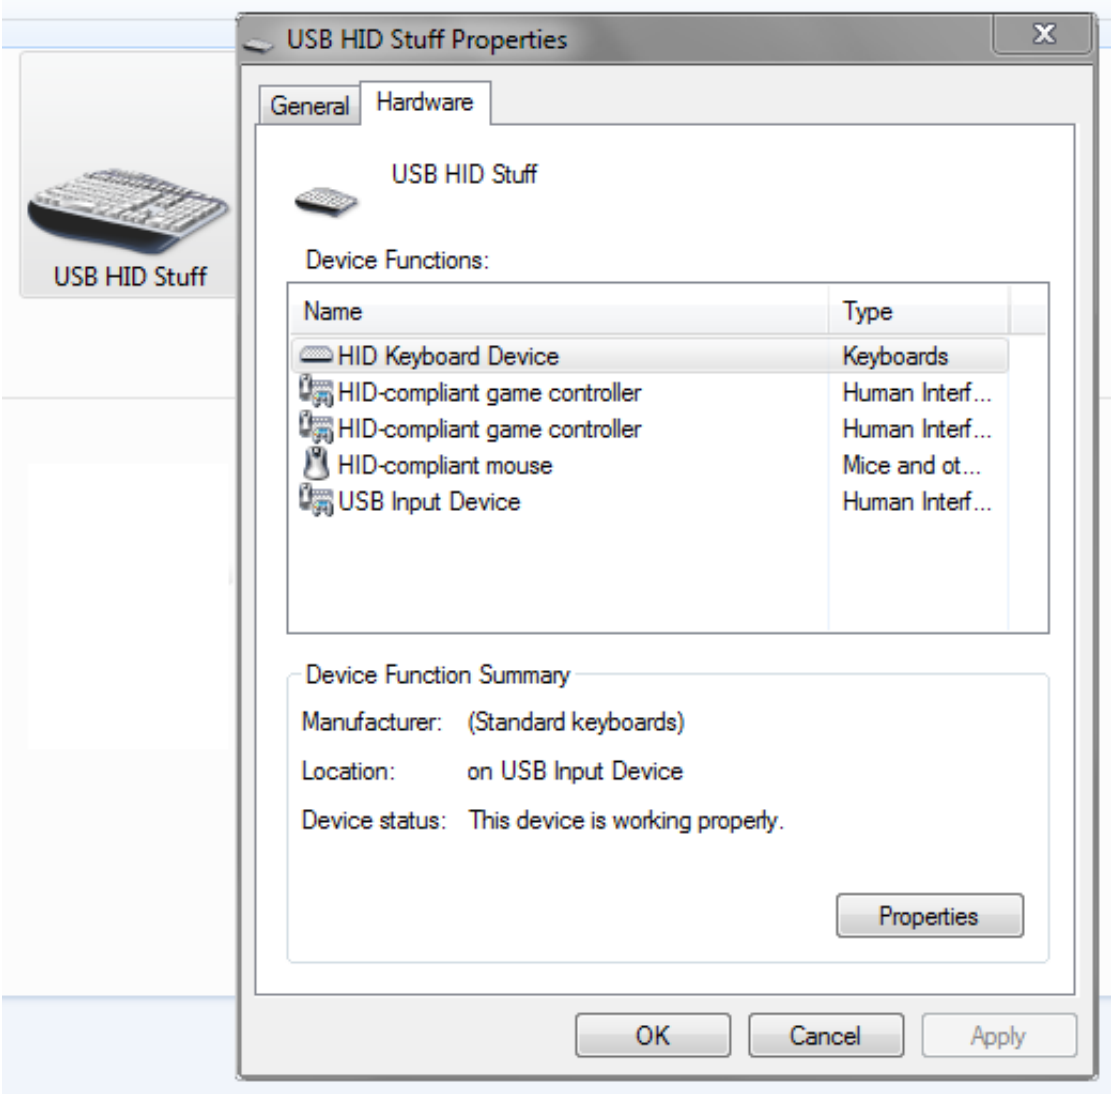 USB HID Stuff Properties
General Hardware
USB HID Stuff
USB HID Stuff
Device Functions:
Name Type
HID Keyboard Device Keyboards
HID-compliant game controller Human Interf...
HID-compliant game controller Human Interf...
HID-compliant mouse Mice and ot...
USB Input Device Human Interf...
Device Function Summary
Manufacturer: (Standard keyboards)
Location: on USB Input Device
Device status: This device is working properly.
Properties
OK Cancel Apply